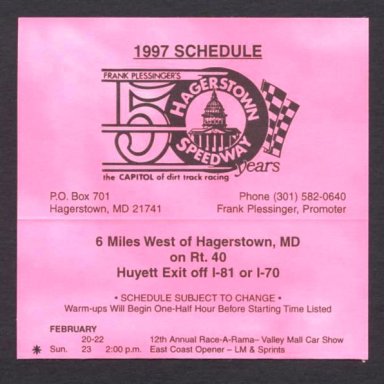 1997 SCHEDULE
FRANK PLESSINGER'S
50
HAGERSTOWN
SPEEDWAY
years
the CAPITOL of dirt track racing
P.O. Box 701
Phone (301) 582-0640
Hagerstown, MD 21741
Frank Plessinger, Promoter
6 Miles West of Hagerstown, MD
on Rt. 40
Huyett Exit off I-81 or I-70
• SCHEDULE SUBJECT TO CHANGE •
Warm-ups Will Begin One-Half Hour Before Starting Time Listed
FEBRUARY
20-22 12th Annual Race-A-Rama– Valley Mall Car Show
* Sun. 23 2:00 p.m. East Coast Opener – LM & Sprints